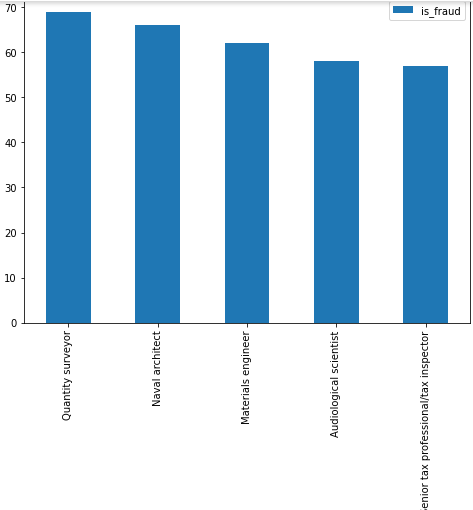 70
is_fraud
60
50
40
30
20
10
0
Quantity surveyor
Naval architect
Materials engineer
Audiological scientist
tax professional/tax inspector